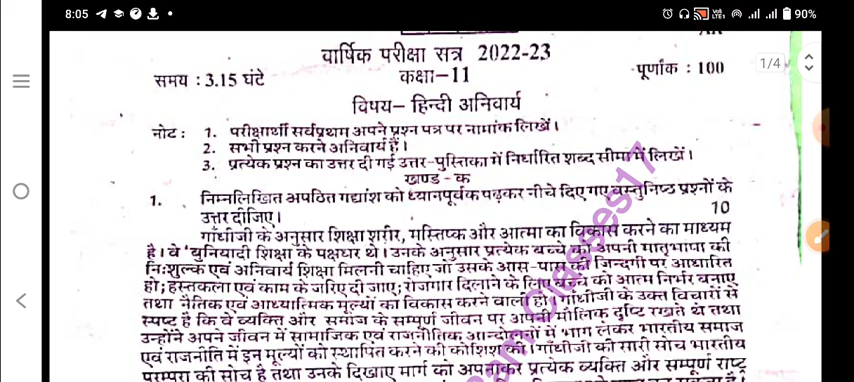 8:05
90%
1/4
वार्षिक परीक्षा सत्र 2022-23
समय : 3.15 घंटे
कक्षा-11
पूर्णांक : 100
विषय- हिन्दी अनिवार्य
नोट : 1. परीक्षार्थी सर्वप्रथम अपने प्रश्न पत्र पर नामांक लिखें।
2. सभी प्रश्न करने अनिवार्य हैं।
3. प्रत्येक प्रश्न का उत्तर दी गई उत्तर-पुस्तिका में निर्धारित शब्द सीमा में लिखें।
खण्ड - क
1. निम्नलिखित अपठित गद्यांश को ध्यानपूर्वक पढ़कर नीचे दिए गए वस्तुनिष्ठ प्रश्नों के
उत्तर दीजिए। 10
गाँधीजी के अनुसार शिक्षा शरीर, मस्तिष्क और आत्मा का विकास करने का माध्यम
है। वे 'बुनियादी शिक्षा के पक्षधर थे। उनके अनुसार प्रत्येक बच्चे को अपनी मातृभाषा की
निःशुल्क एवं अनिवार्य शिक्षा मिलनी चाहिए जो उसके आस-पास की जिन्दगी पर आधारित
हो; हस्तकला एवं काम के जरिए दी जाए; रोजगार दिलाने के लिए बच्चे को आत्म निर्भर बनाए
तथा नैतिक एवं आध्यात्मिक मूल्यों का विकास करने वाली हो। गाँधीजी के उक्त विचारों से
स्पष्ट है कि वे व्यक्ति और समाज के सम्पूर्ण जीवन पर अपनी मौलिक दृष्टि रखते थे तथा
उन्होंने अपने जीवन में सामाजिक एवं राजनीतिक आन्दोलनों में भाग लेकर भारतीय समाज
एवं राजनीति में इन मूल्यों को स्थापित करने की कोशिश की। गाँधीजी की सारी सोच भारतीय
परम्परा की सोच है तथा उनके दिखाए मार्ग को अपनाकर प्रत्येक व्यक्ति और सम्पूर्ण राष्ट्र
Classes17